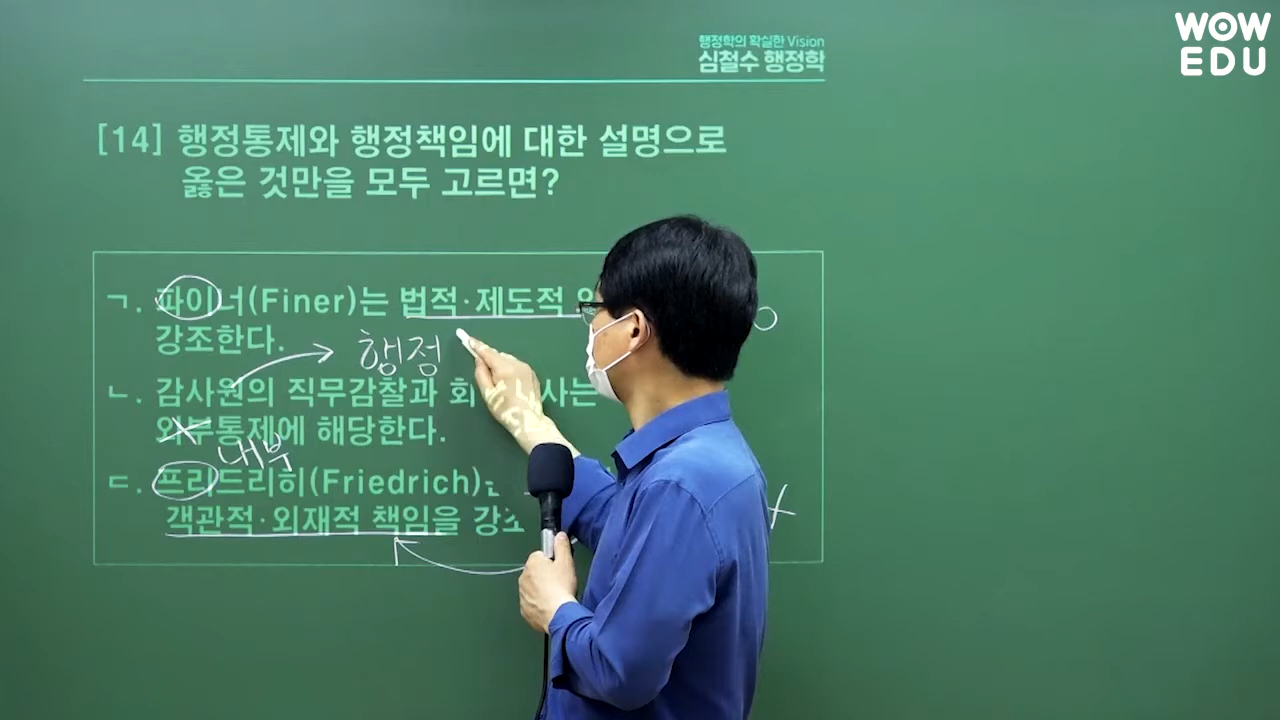 WOW
EDU
행정학의 확실한 Vision
심철수 행정학
[14] 행정통제와 행정책임에 대한 설명으로
옳은 것만을 모두 고르면?
ㄱ. 파이너(Finer)는 법적·제도적
강조한다.
행정
ㄴ. 감사원의 직무감찰과
외부통제에 해당한다.
내부
ㄷ. 프리드리히(Friedrich)는
객관적·외재적 책임을 강조